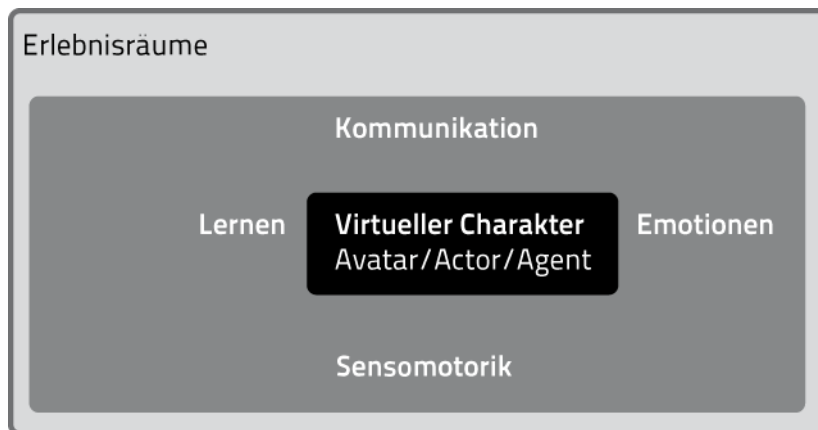 Erlebnisräume
Kommunikation
Lernen
Virtueller Charakter
Avatar/Actor/Agent
Emotionen
Sensomotorik